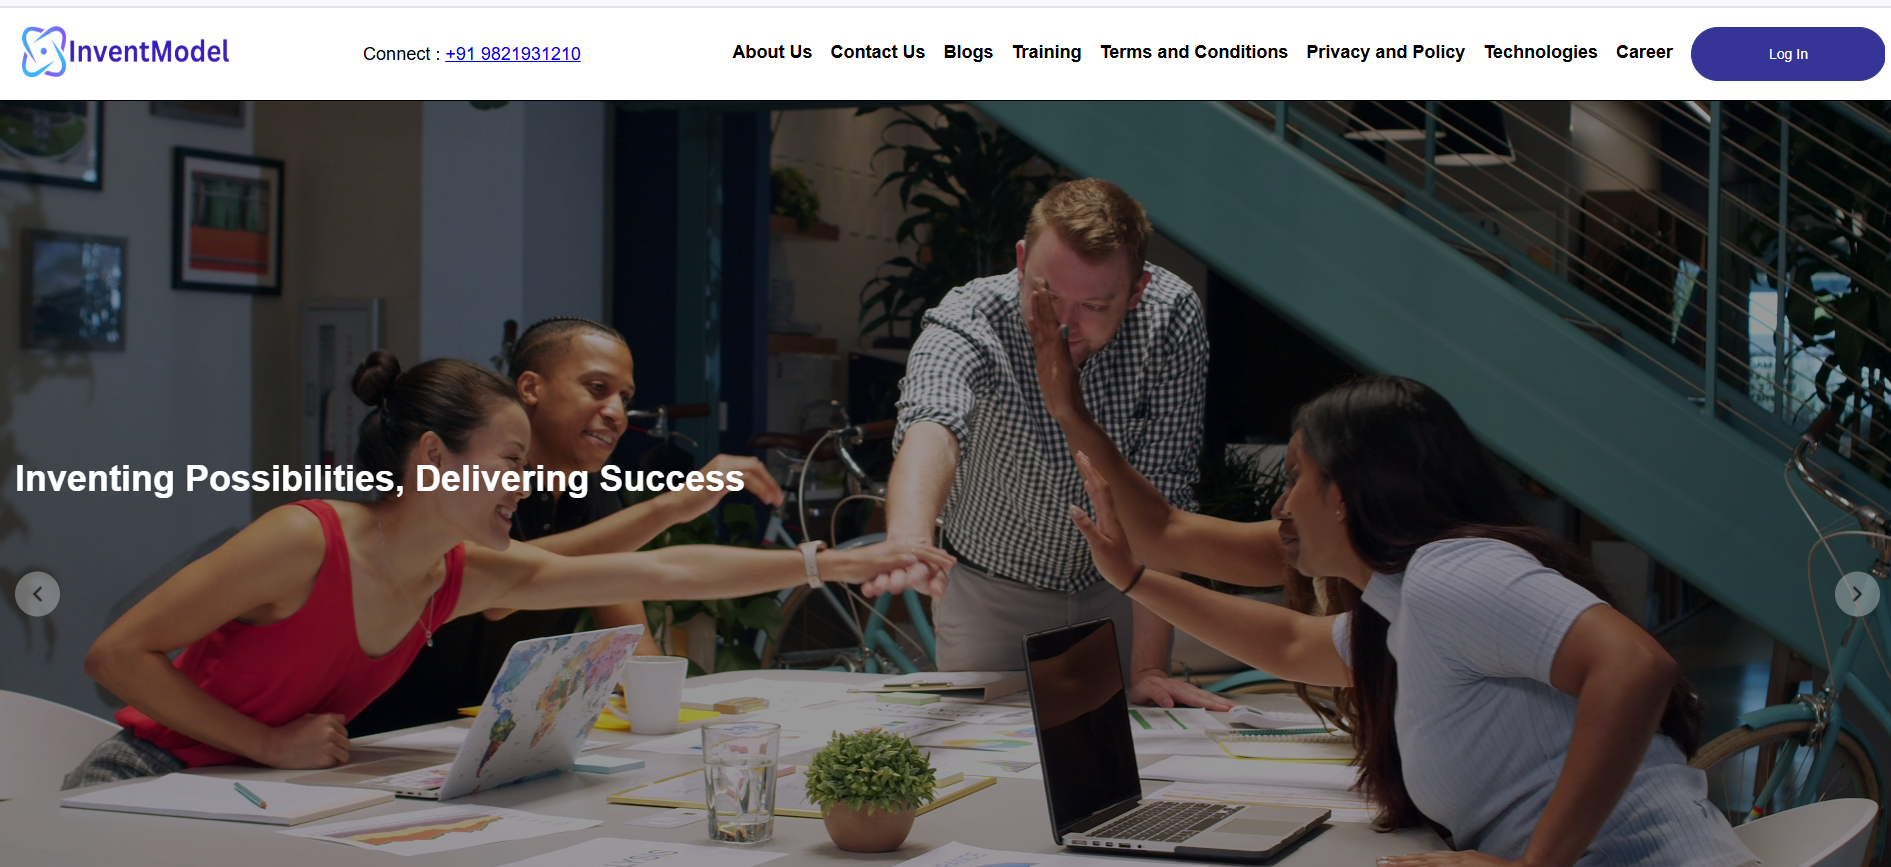 InventModel
Connect : +91 9821931210
About Us Contact Us Blogs Training Terms and Conditions Privacy and Policy Technologies Career Log In
Inventing Possibilities, Delivering Success